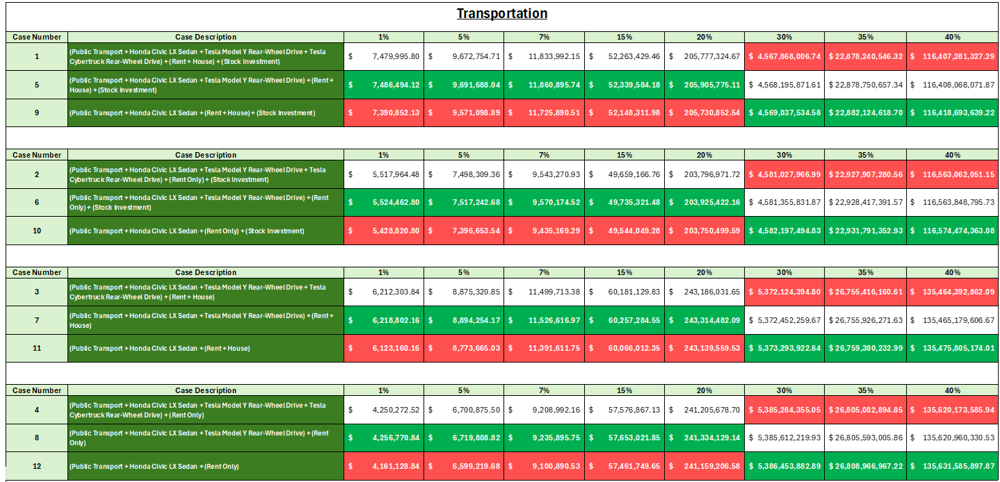 Transportation
Case Number Case Description 1% 5% 7% 15% 20% 30% 35% 40%
1 (Public Transport + Honda Civic LX Sedan + Tesla Model Y Rear-Wheel Drive + Tesla Cybertruck Rear-Wheel Drive) + (Rent + House) + (Stock Investment) $ 7,479,995.80 $ 9,672,754.71 $ 11,833,992.15 $ 52,263,429.46 $ 205,777,324.67 $ 4,567,868,006.74 $ 22,878,240,546.32 $ 116,407,281,327.29
5 (Public Transport + Honda Civic LX Sedan + Tesla Model Y Rear-Wheel Drive) + (Rent + House) + (Stock Investment) $ 7,486,494.12 $ 9,691,688.04 $ 11,860,895.74 $ 52,339,584.18 $ 205,905,775.11 $ 4,568,195,871.61 $ 22,878,750,657.34 $ 116,408,068,071.87
9 (Public Transport + Honda Civic LX Sedan + (Rent + House) + (Stock Investment) $ 7,390,852.13 $ 9,571,098.89 $ 11,725,890.51 $ 52,148,311.98 $ 205,730,852.54 $ 4,569,037,534.58 $ 22,882,124,618.70 $ 116,418,693,639.22
Case Number Case Description 1% 5% 7% 15% 20% 30% 35% 40%
2 (Public Transport + Honda Civic LX Sedan + Tesla Model Y Rear-Wheel Drive + Tesla Cybertruck Rear-Wheel Drive) + (Rent Only) + (Stock Investment) $ 5,517,964.48 $ 7,498,309.36 $ 9,543,270.93 $ 49,659,166.76 $ 203,796,971.72 $ 4,581,027,966.99 $ 22,927,907,280.56 $ 116,563,062,051.15
6 (Public Transport + Honda Civic LX Sedan + Tesla Model Y Rear-Wheel Drive) + (Rent Only) + (Stock Investment) $ 5,524,462.80 $ 7,517,242.68 $ 9,570,174.52 $ 49,735,321.48 $ 203,925,422.16 $ 4,581,355,831.87 $ 22,928,417,391.57 $ 116,563,848,795.73
10 (Public Transport + Honda Civic LX Sedan + (Rent Only) + (Stock Investment) $ 5,428,820.80 $ 7,396,653.54 $ 9,435,169.29 $ 49,544,049.28 $ 203,750,499.59 $ 4,582,197,494.83 $ 22,931,791,352.93 $ 116,574,474,363.08
Case Number Case Description 1% 5% 7% 15% 20% 30% 35% 40%
3 (Public Transport + Honda Civic LX Sedan + Tesla Model Y Rear-Wheel Drive + Tesla Cybertruck Rear-Wheel Drive) + (Rent + House) $ 6,212,303.84 $ 8,875,320.85 $ 11,499,713.38 $ 60,181,129.83 $ 243,186,031.65 $ 5,372,124,394.80 $ 26,755,416,160.61 $ 135,464,392,862.09
7 (Public Transport + Honda Civic LX Sedan + Tesla Model Y Rear-Wheel Drive) + (Rent + House) $ 6,218,802.16 $ 8,894,254.17 $ 11,526,616.97 $ 60,257,284.55 $ 243,314,482.09 $ 5,372,452,259.67 $ 26,755,926,271.63 $ 135,465,179,606.67
11 (Public Transport + Honda Civic LX Sedan + (Rent + House) $ 6,123,160.16 $ 8,773,665.03 $ 11,391,611.75 $ 60,066,012.35 $ 243,139,559.53 $ 5,373,293,922.64 $ 26,759,300,232.99 $ 135,475,805,174.01
Case Number Case Description 1% 5% 7% 15% 20% 30% 35% 40%
4 (Public Transport + Honda Civic LX Sedan + Tesla Model Y Rear-Wheel Drive + Tesla Cybertruck Rear-Wheel Drive) + (Rent Only) $ 4,250,272.52 $ 6,700,875.50 $ 9,208,992.16 $ 57,576,867.13 $ 241,205,678.70 $ 5,385,284,355.05 $ 26,805,082,894.85 $ 135,620,173,585.94
8 (Public Transport + Honda Civic LX Sedan + Tesla Model Y Rear-Wheel Drive) + (Rent Only) $ 4,256,770.84 $ 6,719,808.82 $ 9,235,895.75 $ 57,653,021.85 $ 241,334,129.14 $ 5,385,612,219.93 $ 26,805,593,005.86 $ 135,620,960,330.53
12 (Public Transport + Honda Civic LX Sedan + (Rent Only) $ 4,161,128.84 $ 6,599,219.68 $ 9,100,890.53 $ 57,461,749.65 $ 241,159,206.58 $ 5,386,453,882.89 $ 26,808,966,967.22 $ 135,631,585,897.87